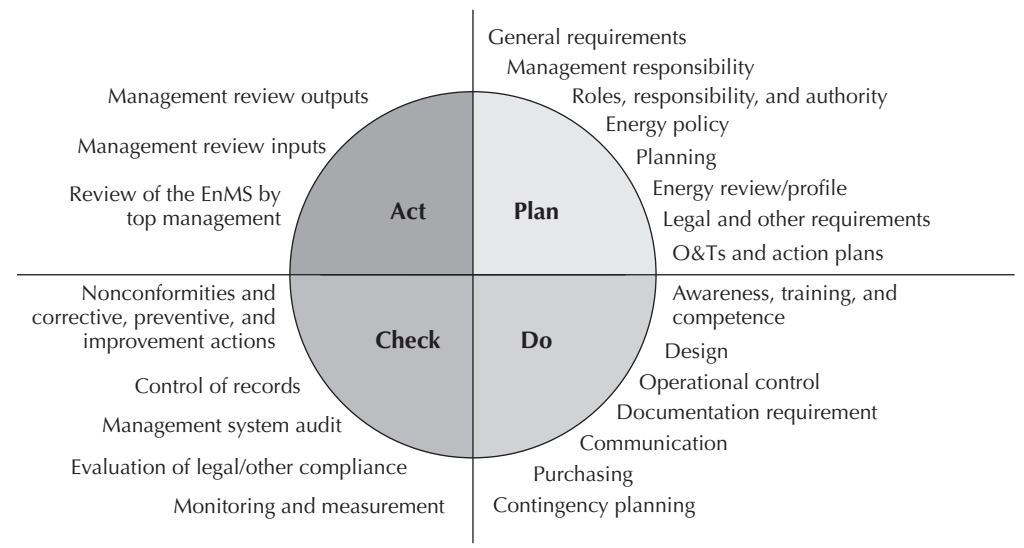 General requirements
Management responsibility
Roles, responsibility, and authority
Energy policy
Planning
Energy review/profile
Legal and other requirements
O&Ts and action plans
Management review outputs
Management review inputs
Review of the EnMS by
top management
Act
Plan
Check
Do
Nonconformities and
corrective, preventive, and
improvement actions
Control of records
Management system audit
Evaluation of legal/other compliance
Monitoring and measurement
Awareness, training, and
competence
Design
Operational control
Documentation requirement
Communication
Purchasing
Contingency planning